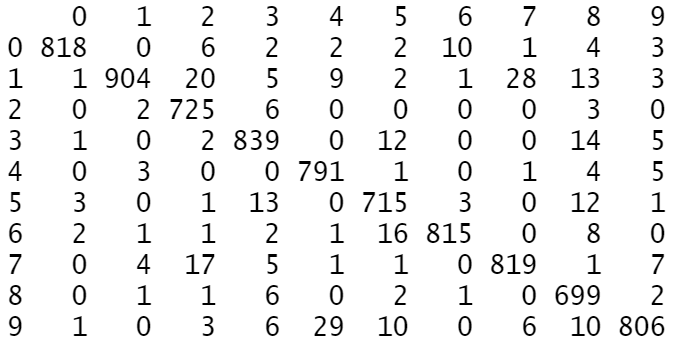 0 1 2 3 4 5 6 7 8 9
0 818 0 6 2 2 2 10 1 4 3
1 1 904 20 5 9 2 1 28 13 3
2 0 2 725 6 0 0 0 0 3 0
3 1 0 2 839 0 12 0 0 14 5
4 0 3 0 0 791 1 0 1 4 5
5 3 0 1 13 0 715 3 0 12 1
6 2 1 1 2 1 16 815 0 8 0
7 0 4 17 5 1 1 0 819 1 7
8 0 1 1 6 0 2 1 0 699 2
9 1 0 3 6 29 10 0 6 10 806